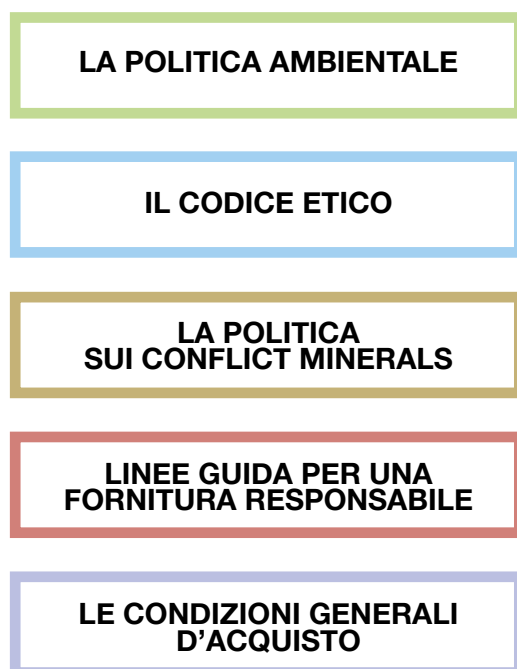 LA POLITICA AMBIENTALE
IL CODICE ETICO
LA POLITICA
SUI CONFLICT MINERALS
LINEE GUIDA PER UNA
FORNITURA RESPONSABILE
LE CONDIZIONI GENERALI
D'ACQUISTO